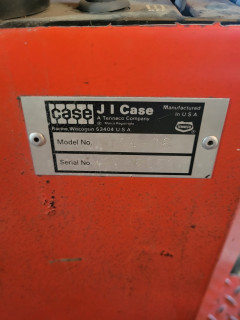 case
J I Case
A Tenneco Company
Racine, Wisconsin 53404 U.S.A.
Manufactured
In U.S.A.
Model No.
Serial No.